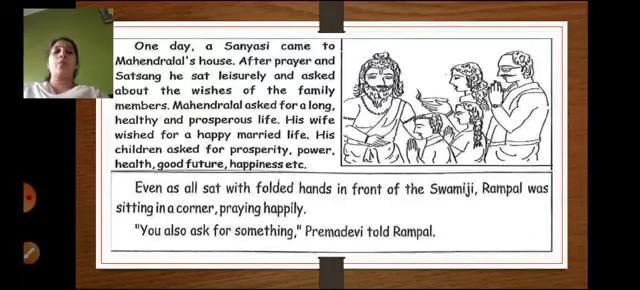 One day, a Sanyasi came to
Mahendralal's house. After prayer and
Satsang he sat leisurely and asked
about the wishes of the family
members. Mahendralal asked for a long,
healthy and prosperous life. His wife
wished for a happy married life. His
children asked for prosperity, power,
health, good future, happiness etc.
Even as all sat with folded hands in front of the Swamiji, Rampal was
sitting in a corner, praying happily.
"You also ask for something," Premadevi told Rampal.